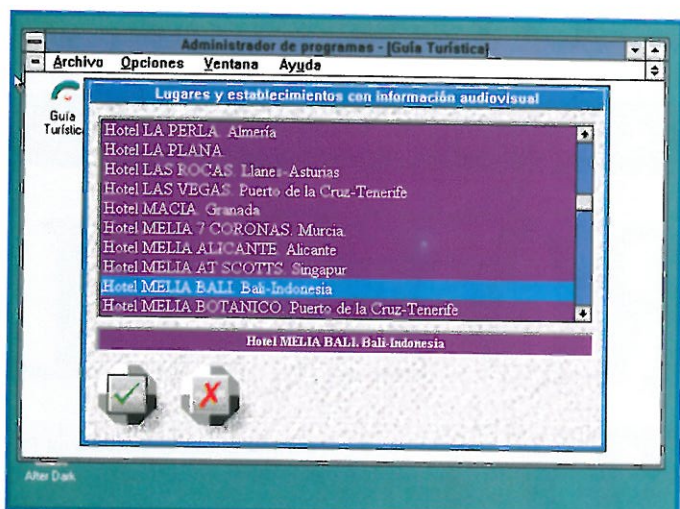 Administrador de programas - [Guía Turística]
Archivo Opciones Ventana Ayuda
Guía
Turístic
Lugares y establecimientos con información audiovisual
Hotel LA PERLA. Almería
Hotel LA PLANA.
Hotel LAS ROCAS. Llanes-Asturias
Hotel LAS VEGAS. Puerto de la Cruz-Tenerife
Hotel MACIA. Granada
Hotel MELIA 7 CORONAS. Murcia.
Hotel MELIA ALICANTE. Alicante
Hotel MELIA AT SCOTTS. Singapur
Hotel MELIA BALI. Bali-Indonesia
Hotel MELIA BOTANICO. Puerto de la Cruz-Tenerife
Hotel MELIA BALI. Bali-Indonesia
After Dark